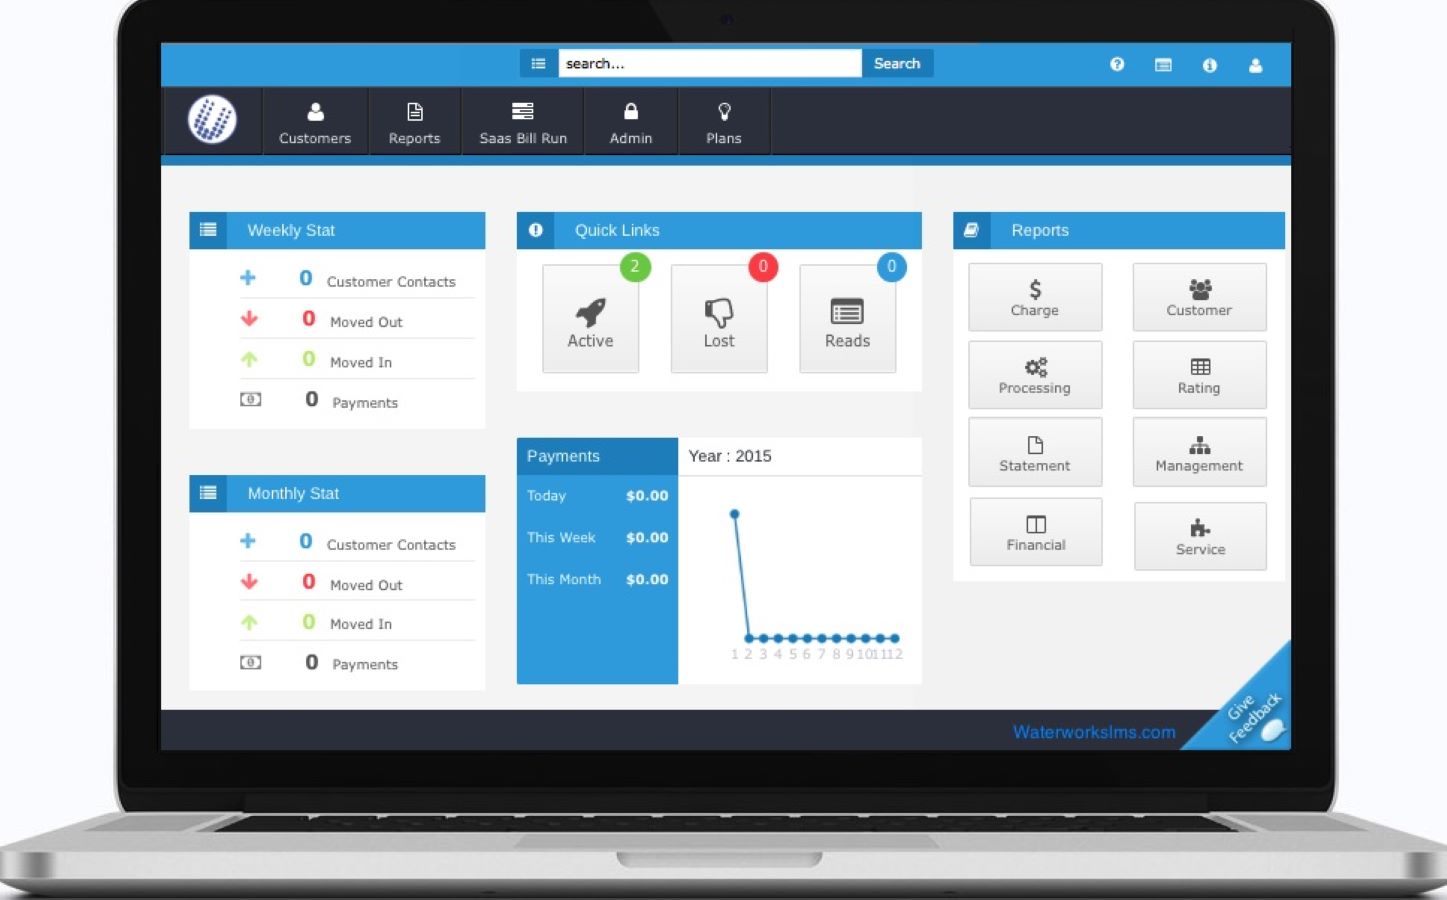 search...
Search
Customers
Reports
Saas Bill Run
Admin
Plans
Weekly Stat
0 Customer Contacts
0 Moved Out
0 Moved In
0 Payments
Monthly Stat
0 Customer Contacts
0 Moved Out
0 Moved In
0 Payments
Quick Links
2
Active
0
Lost
0
Reads
Payments
Today $0.00
This Week $0.00
This Month $0.00
Year : 2015
1 2 3 4 5 6 7 8 9 10 11 12
Reports
Charge
Customer
Processing
Rating
Statement
Management
Financial
Service
Waterworkslms.com
Give
Feedback